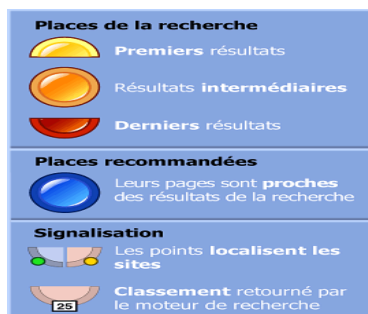 Places de la recherche
Premiers résultats
Résultats intermédiaires
Derniers résultats
Places recommandées
Leurs pages sont proches
des résultats de la recherche
Signalisation
Les points localisent les
sites
Classement retourné par
25
le moteur de recherche